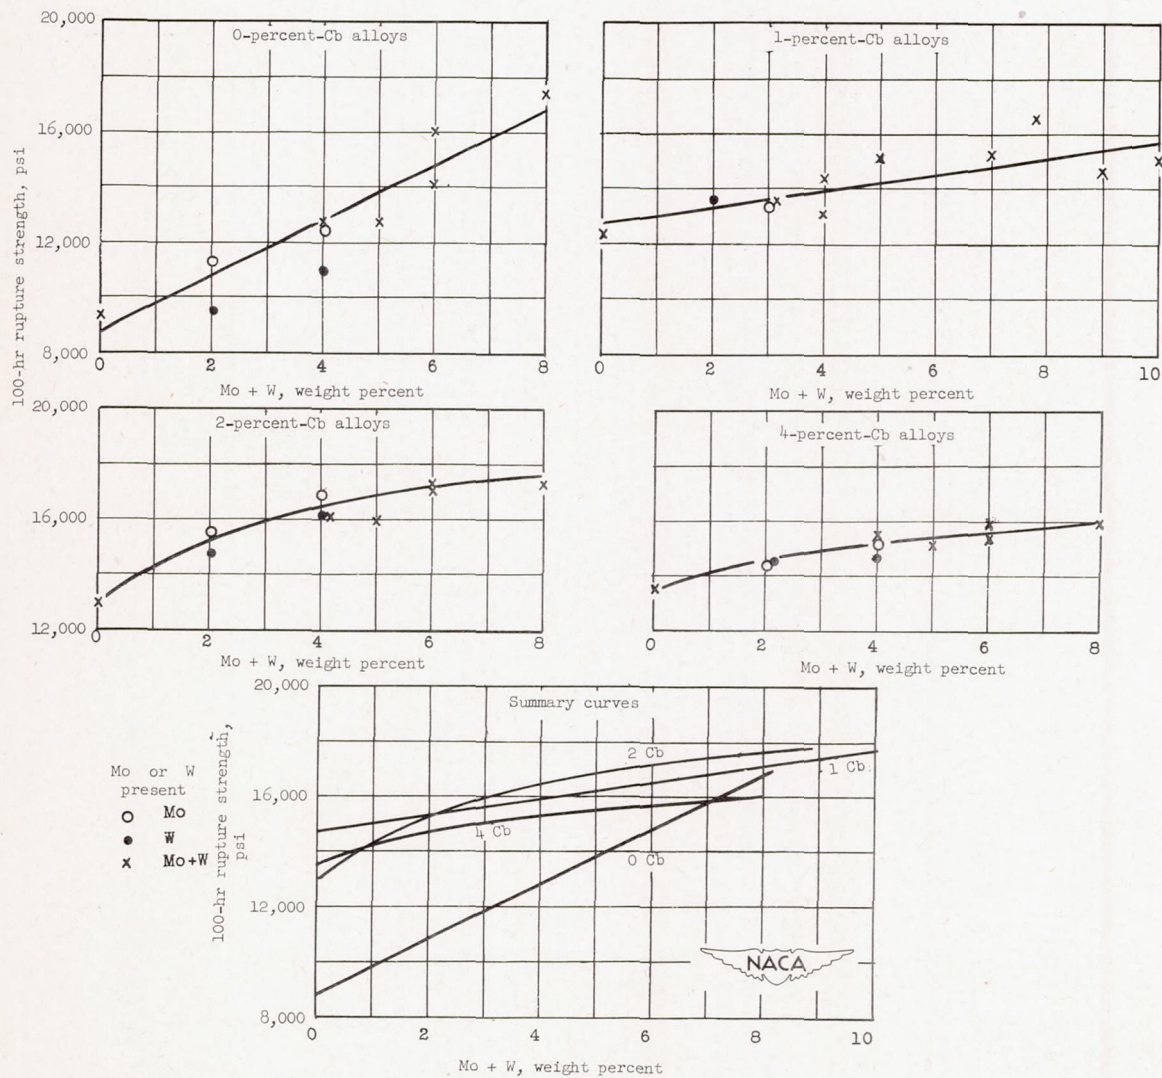 20,000
16,000
12,000
8,000
100-hr rupture strength, psi
0-percent-Cb alloys
0 2 4 6 8
Mo + W, weight percent
1-percent-Cb alloys
0 2 4 6 8 10
Mo + W, weight percent
20,000
16,000
12,000
2-percent-Cb alloys
0 2 4 6 8
Mo + W, weight percent
4-percent-Cb alloys
0 2 4 6 8
Mo + W, weight percent
Mo or W
present
Mo
W
Mo+W
20,000
16,000
12,000
8,000
100-hr rupture strength,
psi
Summary curves
2 Cb
1 Cb
4 Cb
0 Cb
NACA
0 2 4 6 8 10
Mo + W, weight percent